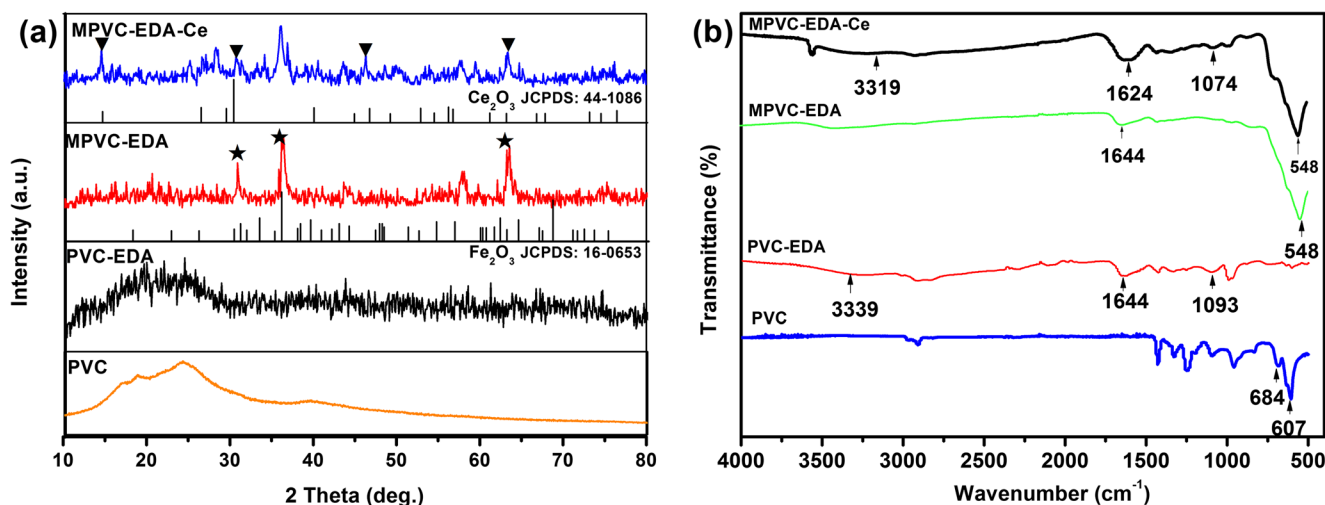 (a)
MPVC-EDA-Ce
Ce2O3 JCPDS: 44-1086
MPVC-EDA
Fe2O3 JCPDS: 16-0653
PVC-EDA
PVC
Intensity (a.u.)
10 20 30 40 50 60 70 80
2 Theta (deg.)
(b)
MPVC-EDA-Ce
3319
1624
1074
548
MPVC-EDA
1644
548
PVC-EDA
3339
1644
1093
PVC
684
607
Transmittance (%)
4000 3500 3000 2500 2000 1500 1000 500
Wavenumber (cm-1)